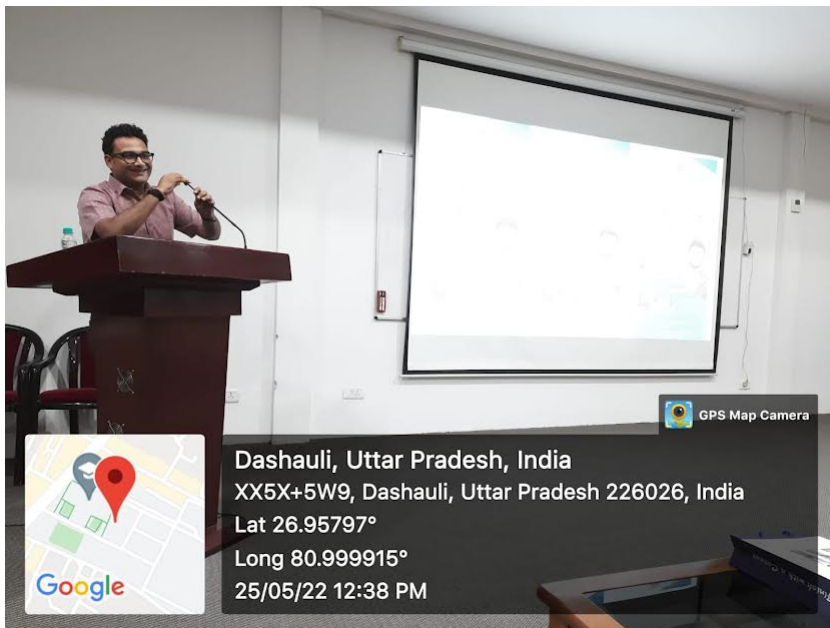 GPS Map Camera
Dashauli, Uttar Pradesh, India
XX5X+5W9, Dashauli, Uttar Pradesh 226026, India
Lat 26.95797°
Long 80.999915°
25/05/22 12:38 PM
Google